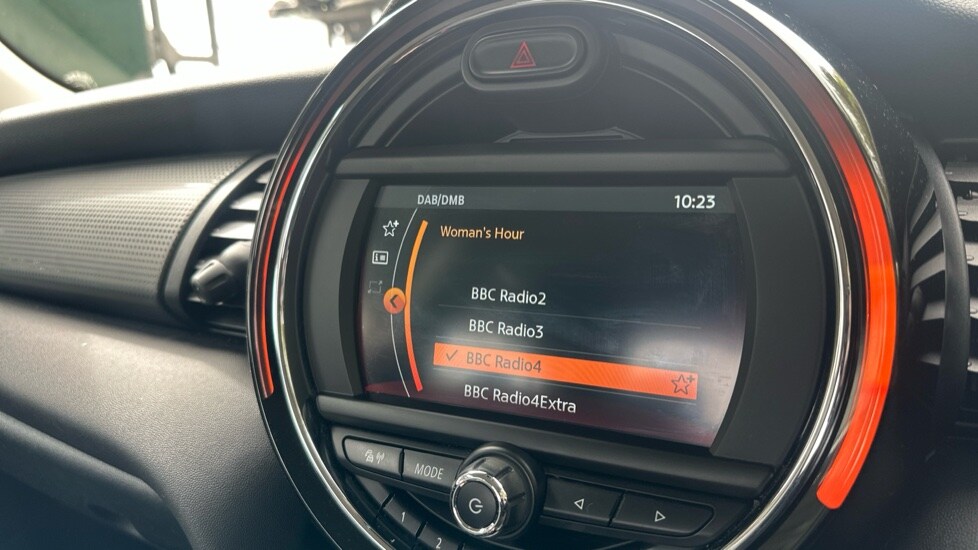 DAB/DMB 10:23
Woman's Hour
BBC Radio2
BBC Radio3
BBC Radio4
BBC Radio4Extra
MODE
1
2